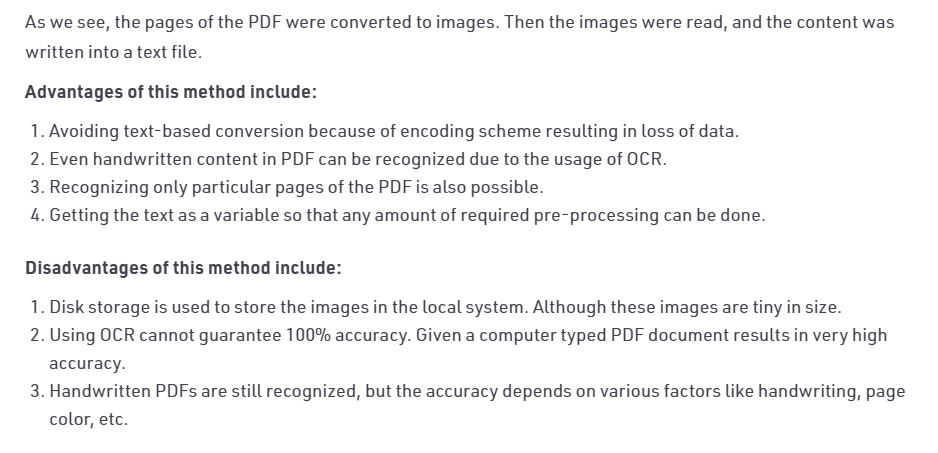 As we see, the pages of the PDF were converted to images. Then the images were read, and the content was
written into a text file.
Advantages of this method include:
1. Avoiding text-based conversion because of encoding scheme resulting in loss of data.
2. Even handwritten content in PDF can be recognized due to the usage of OCR.
3. Recognizing only particular pages of the PDF is also possible.
4. Getting the text as a variable so that any amount of required pre-processing can be done.
Disadvantages of this method include:
1. Disk storage is used to store the images in the local system. Although these images are tiny in size.
2. Using OCR cannot guarantee 100% accuracy. Given a computer typed PDF document results in very high
accuracy.
3. Handwritten PDFs are still recognized, but the accuracy depends on various factors like handwriting, page
color, etc.